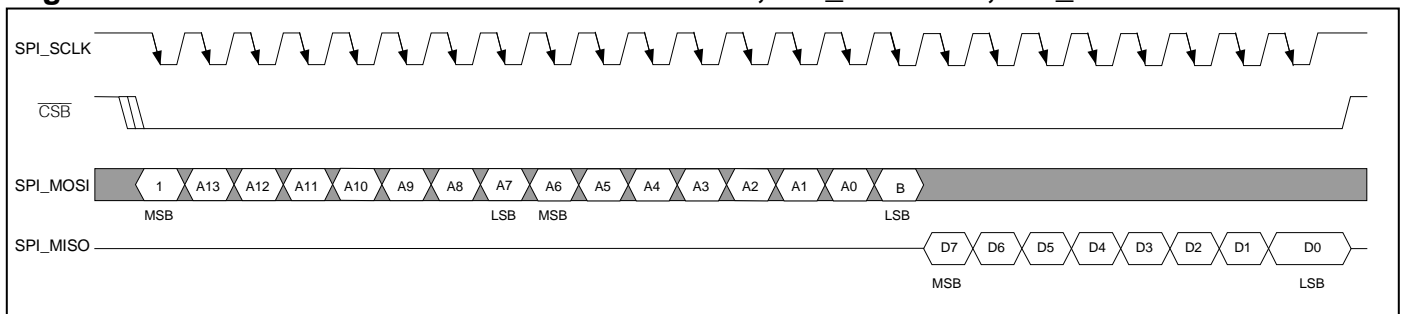 SPI_SCLK
CSB
SPI_MOSI 1 A13 A12 A11 A10 A9 A8 A7 A6 A5 A4 A3 A2 A1 A0 B
MSB LSB MSB LSB
SPI_MISO D7 D6 D5 D4 D3 D2 D1 D0
MSB LSB